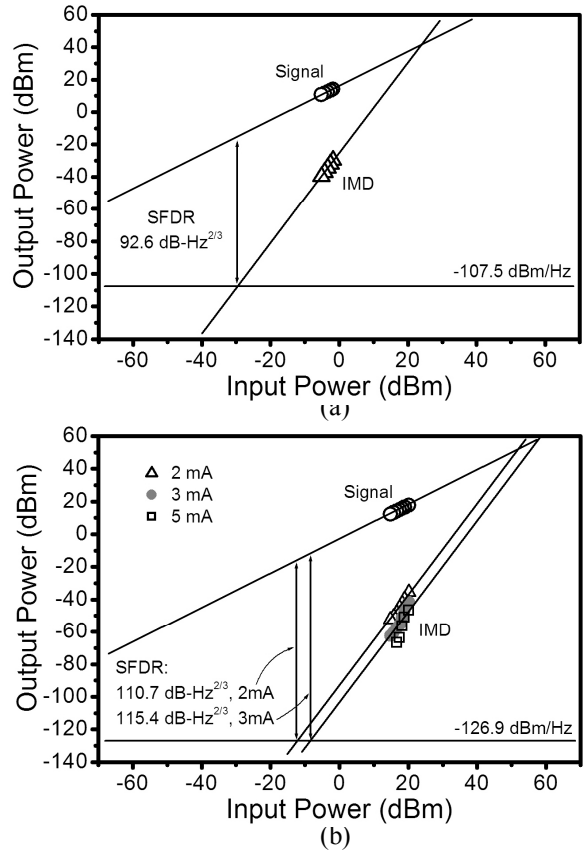 60
40
20
0
-20
-40
-60
-80
-100
-120
-140
Output Power (dBm)
Signal
IMD
SFDR
92.6 dB-Hz^2/3
-107.5 dBm/Hz
-60 -40 -20 0 20 40 60
Input Power (dBm)
(a)
60
40
20
0
-20
-40
-60
-80
-100
-120
-140
Output Power (dBm)
2 mA
3 mA
5 mA
Signal
IMD
SFDR:
110.7 dB-Hz^2/3, 2mA
115.4 dB-Hz^2/3, 3mA
-126.9 dBm/Hz
-60 -40 -20 0 20 40 60
Input Power (dBm)
(b)